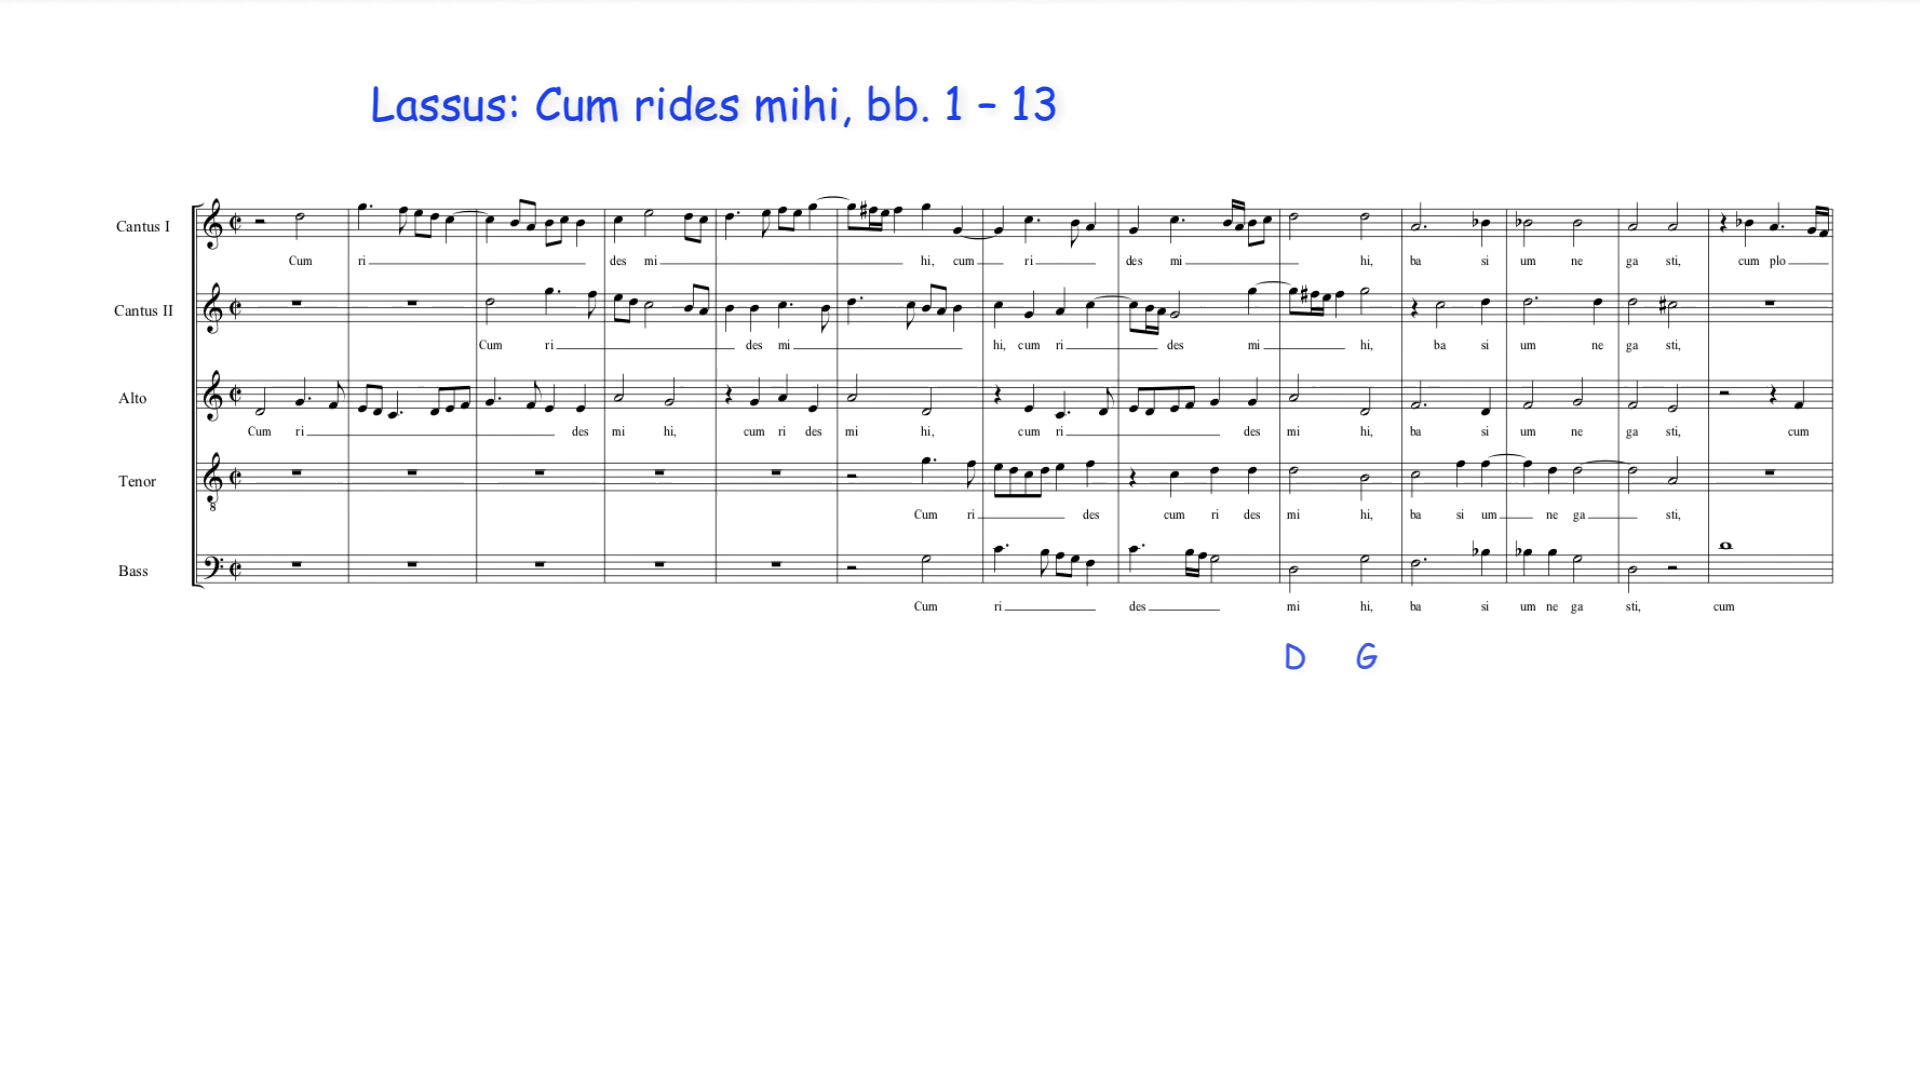 Lassus: Cum rides mihi, bb. 1 – 13
Cantus I
Cum ri des mi hi, cum ri des mi hi, ba si um ne ga sti, cum plo
Cantus II
Cum ri des mi hi, cum ri des mi hi, ba si um ne ga sti,
Alto
Cum ri des mi hi, cum ri des mi hi, cum ri des mi hi, ba si um ne ga sti, cum
Tenor
8
Cum ri des cum ri des mi hi, ba si um ne ga sti,
Bass
Cum ri des mi hi, ba si um ne ga sti, cum
D G